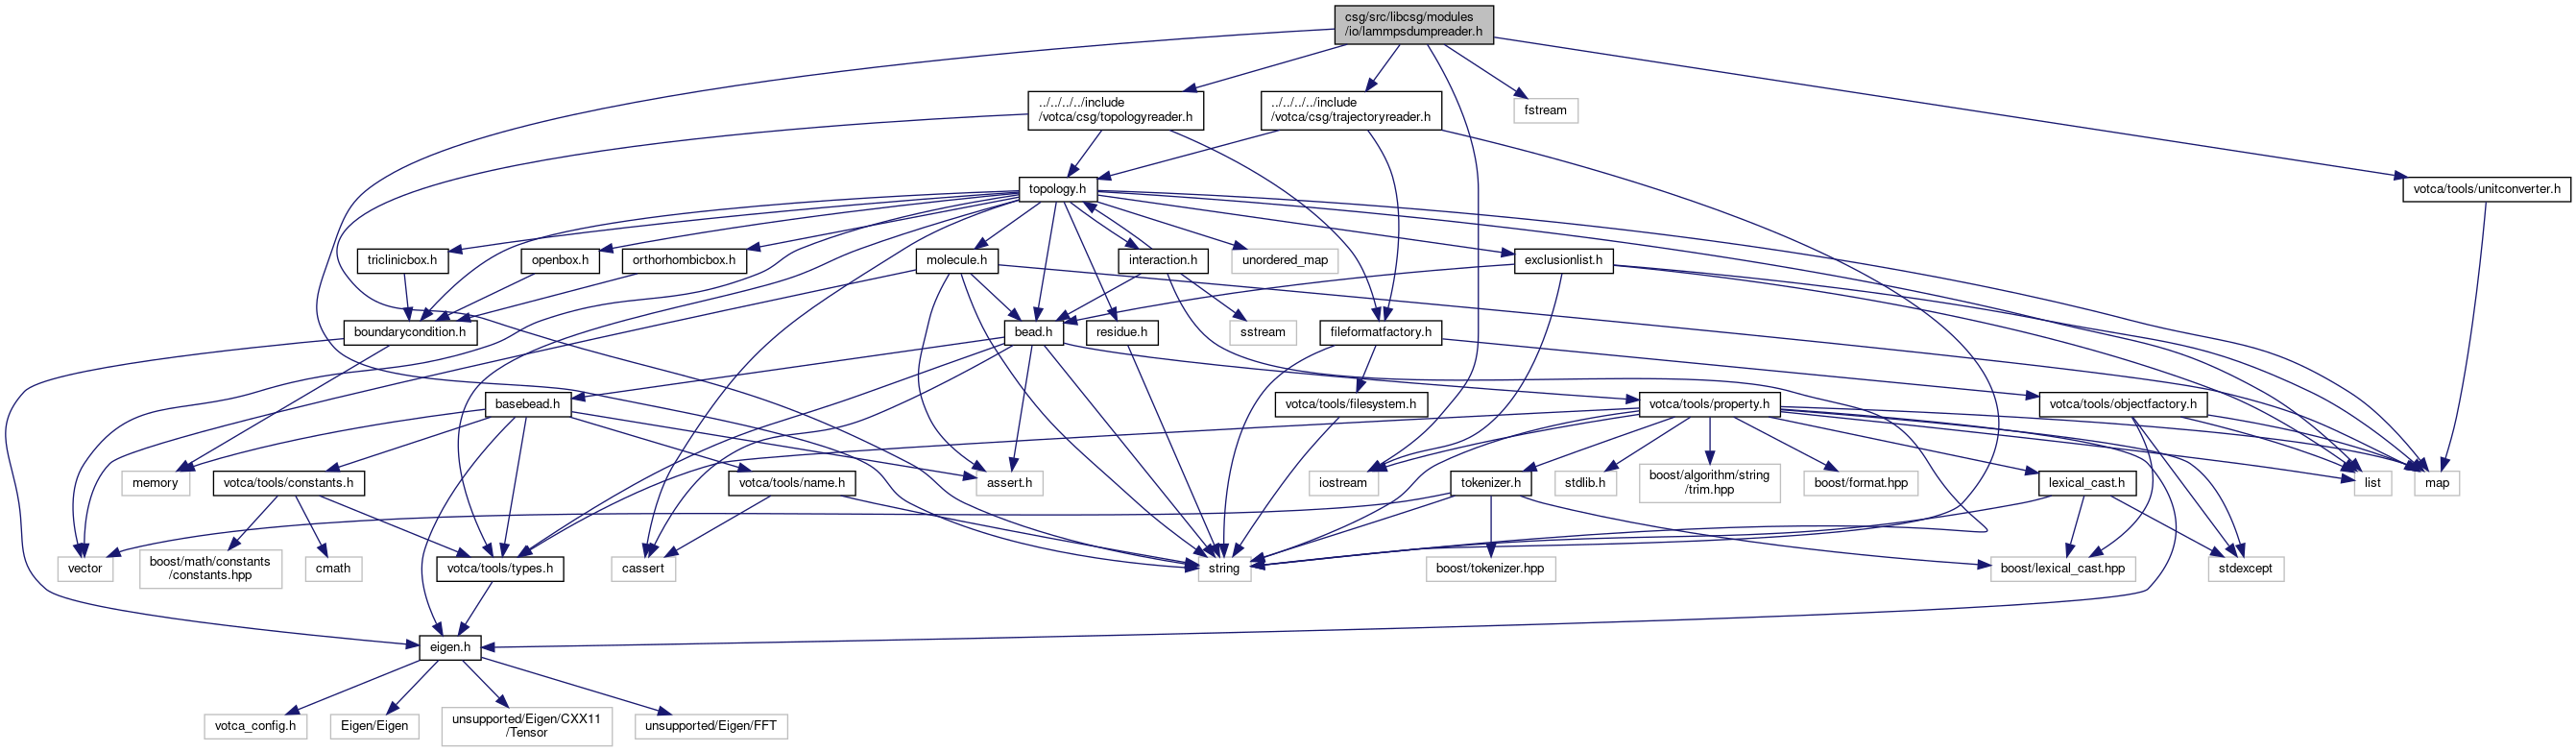 csg/src/libcsg/modules
/io/lammpsdumpreader.h
../../../../include
/votca/csg/topologyreader.h
../../../../include
/votca/csg/trajectoryreader.h
fstream
topology.h
votca/tools/unitconverter.h
triclinicbox.h
openbox.h
orthorhombicbox.h
molecule.h
interaction.h
unordered_map
exclusionlist.h
boundarycondition.h
bead.h
residue.h
sstream
fileformatfactory.h
basebead.h
votca/tools/filesystem.h
votca/tools/property.h
votca/tools/objectfactory.h
memory
votca/tools/constants.h
votca/tools/name.h
assert.h
iostream
tokenizer.h
stdlib.h
boost/algorithm/string
/trim.hpp
boost/format.hpp
lexical_cast.h
list
map
vector
boost/math/constants
/constants.hpp
cmath
votca/tools/types.h
cassert
string
boost/tokenizer.hpp
boost/lexical_cast.hpp
stdexcept
eigen.h
votca_config.h
Eigen/Eigen
unsupported/Eigen/CXX11
/Tensor
unsupported/Eigen/FFT